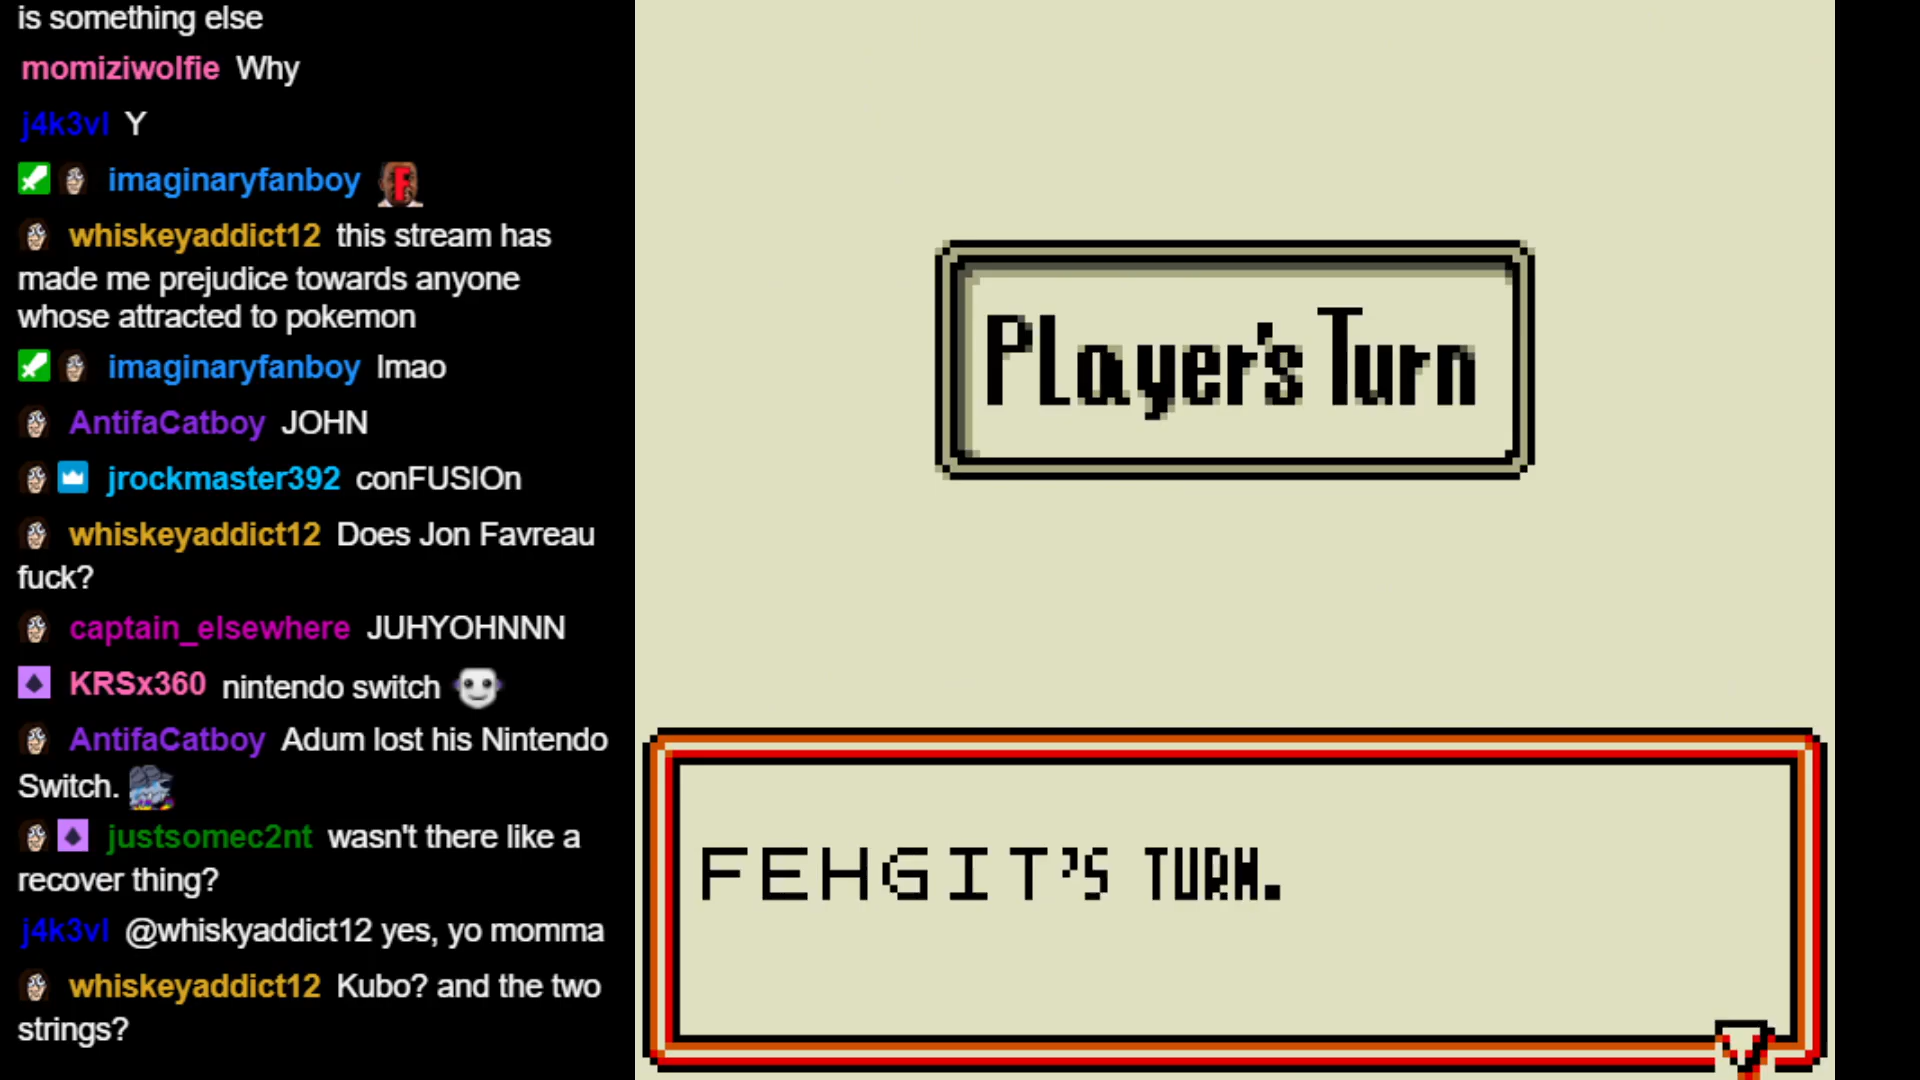 is something else
momiziwolfie Why
j4k3vl Y
imaginaryfanboy F
whiskeyaddict12 this stream has
made me prejudice towards anyone
whose attracted to pokemon
imaginaryfanboy lmao
AntifaCatboy JOHN
jrockmaster392 conFUSIOn
whiskeyaddict12 Does Jon Favreau
fuck?
captain_elsewhere JUHYOHNNN
KRSx360 nintendo switch
AntifaCatboy Adum lost his Nintendo
Switch.
justsomec2nt wasn't there like a
recover thing?
j4k3vl @whiskyaddict12 yes, yo momma
whiskeyaddict12 Kubo? and the two
strings?
PLayer's Turn
FEHGIT'S TURN.